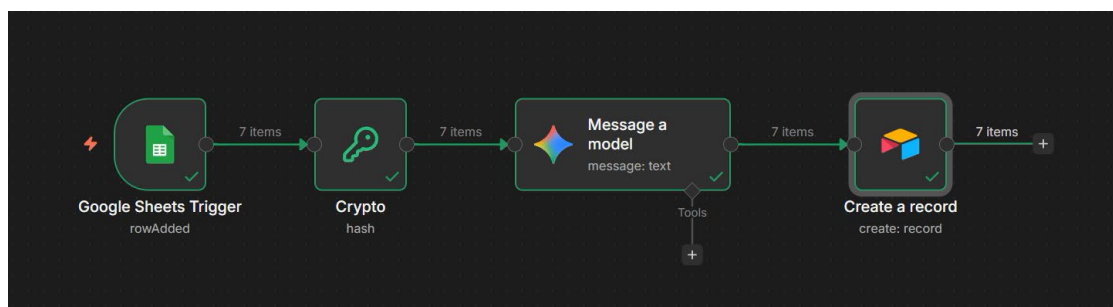 7 items
7 items
7 items
7 items
Message a
model
message: text
Tools
Google Sheets Trigger
rowAdded
Crypto
hash
Create a record
create: record